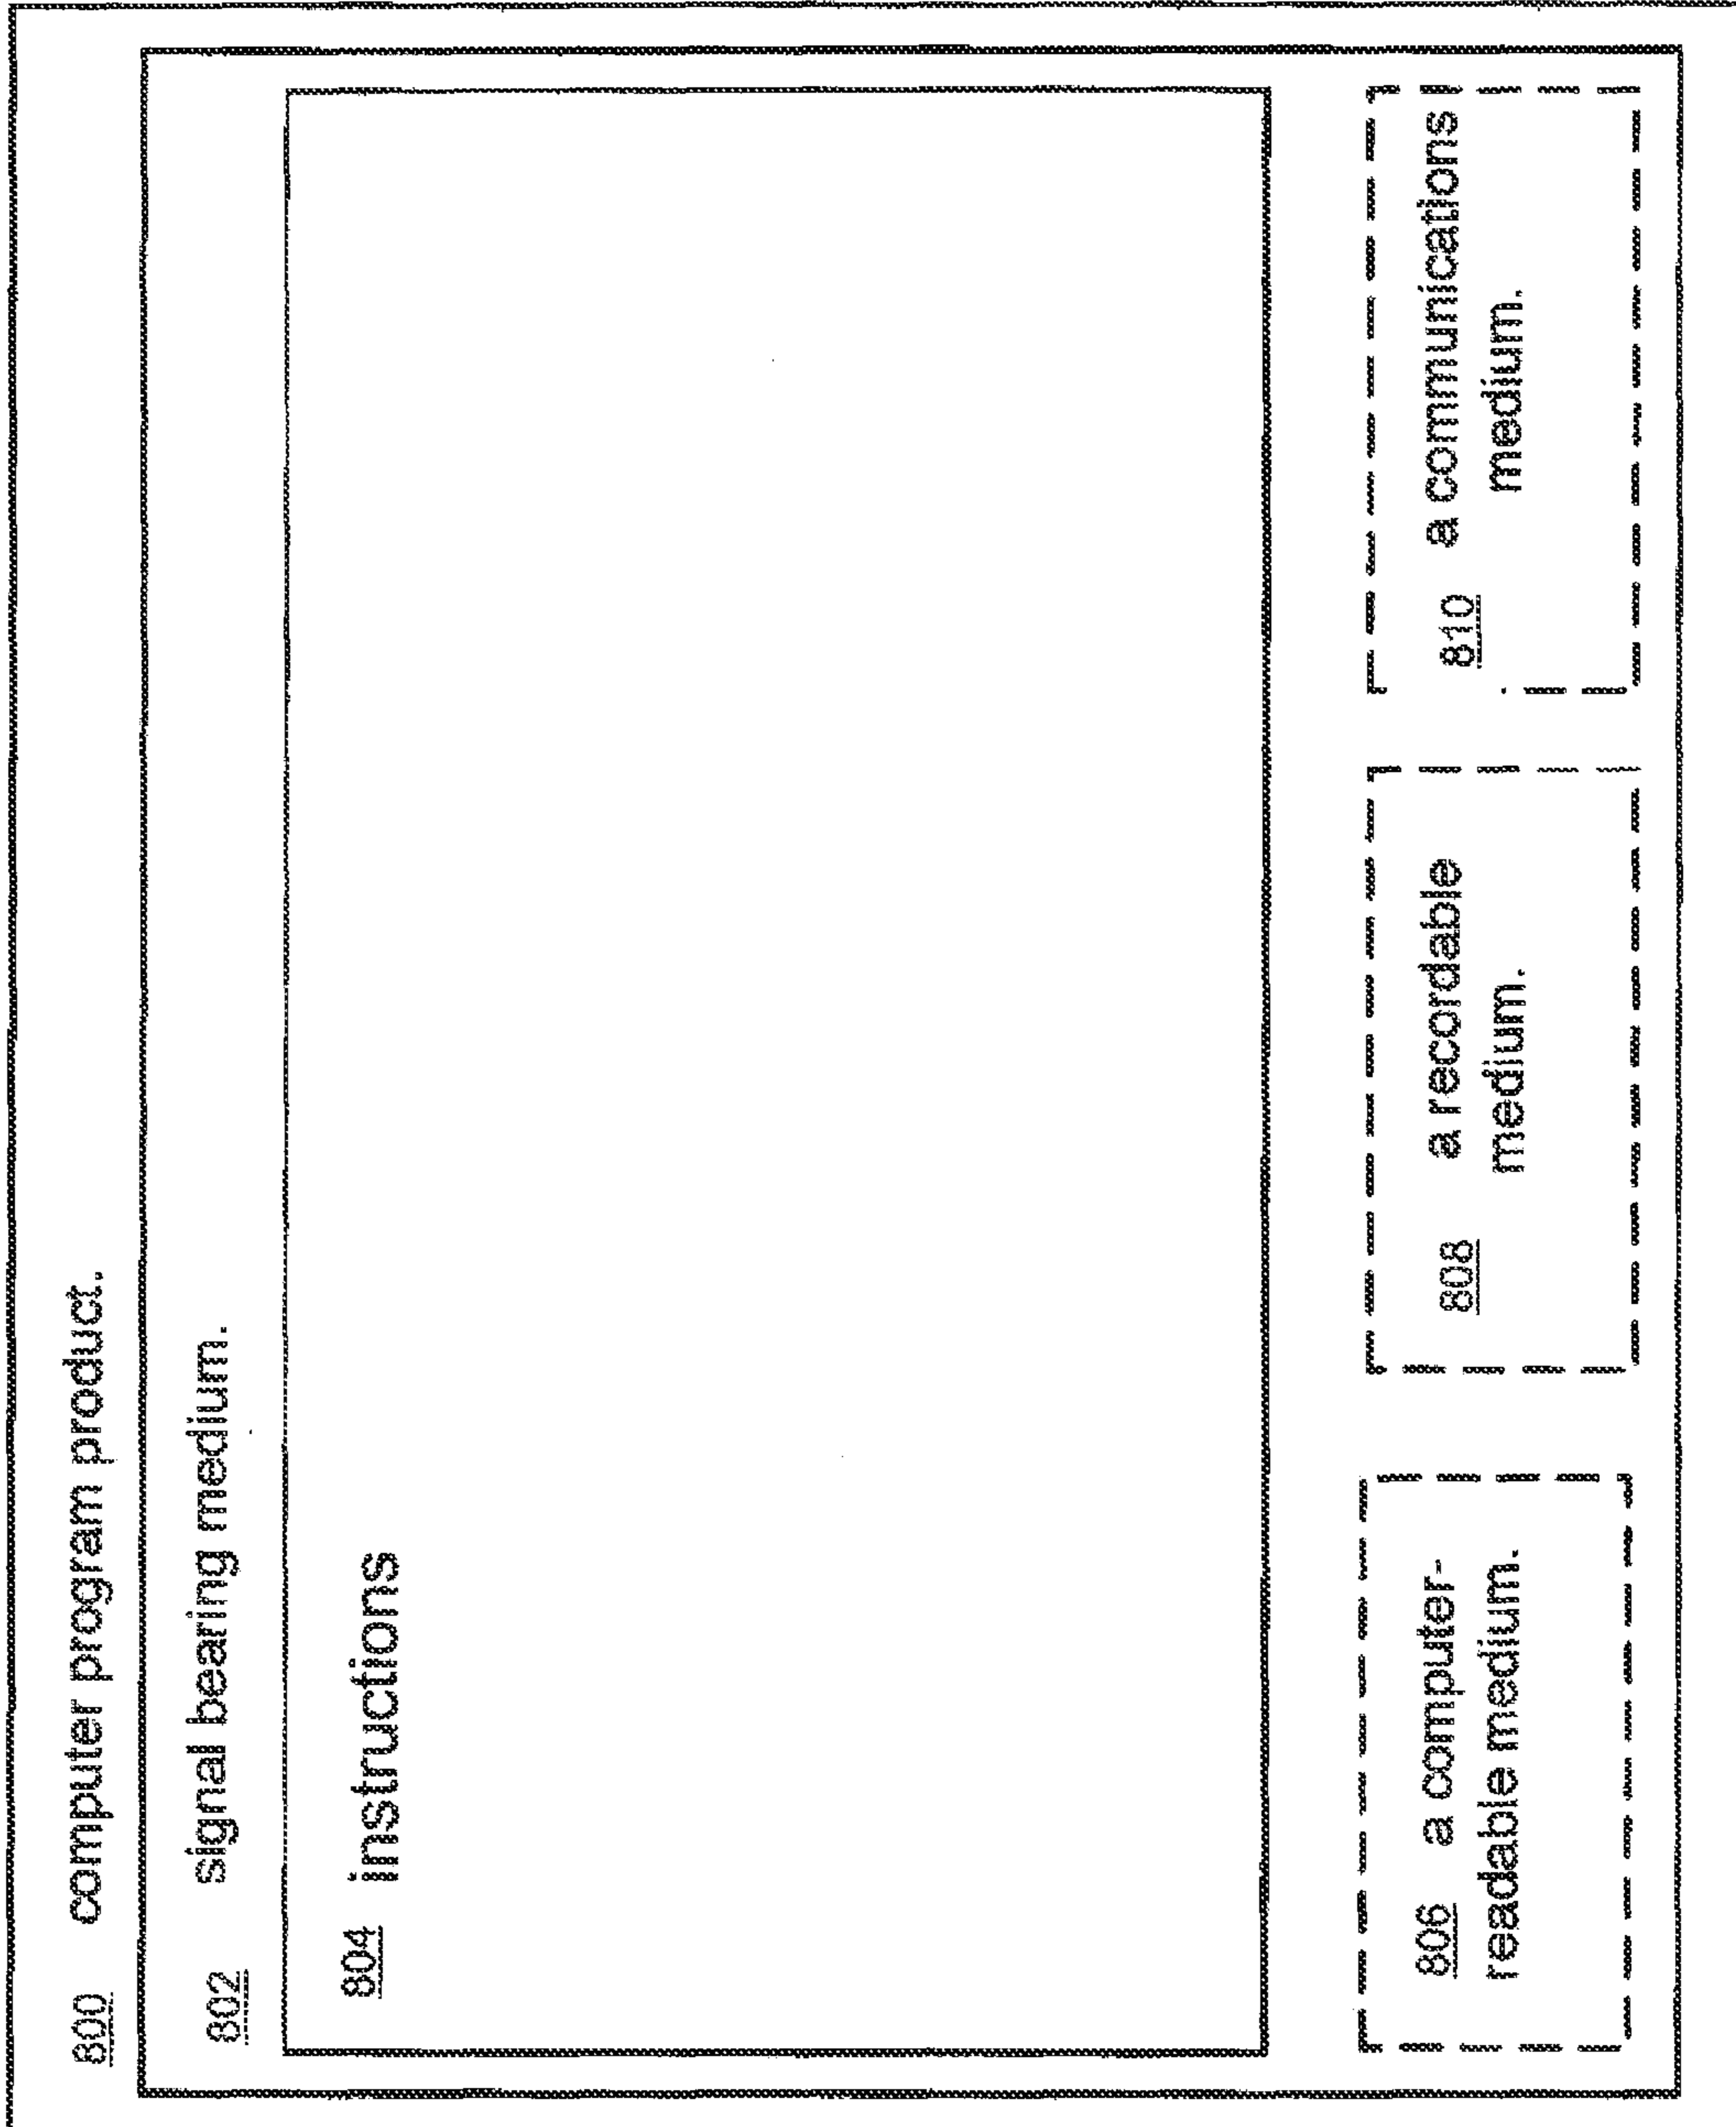 800 computer program product.
802 signal bearing medium.
804 instructions
806 a computer-
readable medium.
808 a recordable
medium.
810 a communications
medium.